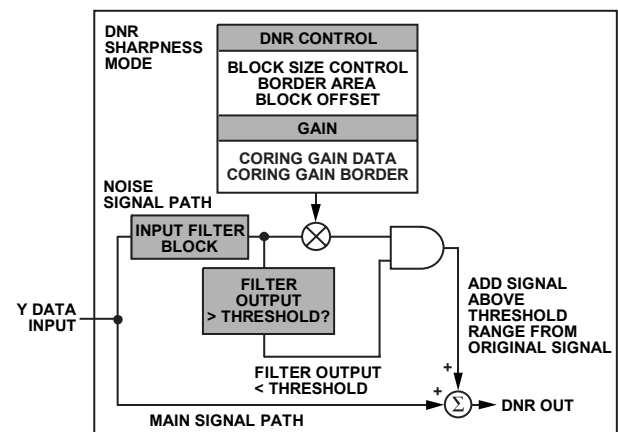 DNR
SHARPNESS
MODE
DNR CONTROL
BLOCK SIZE CONTROL
BORDER AREA
BLOCK OFFSET
GAIN
CORING GAIN DATA
CORING GAIN BORDER
NOISE
SIGNAL PATH
INPUT FILTER
BLOCK
FILTER
OUTPUT
> THRESHOLD?
Y DATA
INPUT
FILTER OUTPUT
< THRESHOLD
ADD SIGNAL
ABOVE
THRESHOLD
RANGE FROM
ORIGINAL SIGNAL
+
+
Σ
DNR OUT
MAIN SIGNAL PATH